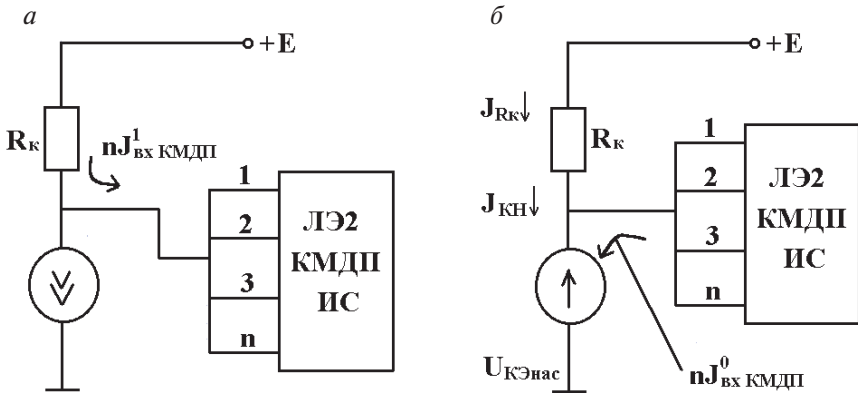 а
+E
Rк
nJ¹вх КМДП
1
2
3
n
ЛЭ2
КМДП
ИС
б
+E
JRк
Rк
JКН
1
2
3
n
ЛЭ2
КМДП
ИС
UКЭнас
nJ⁰вх КМДП